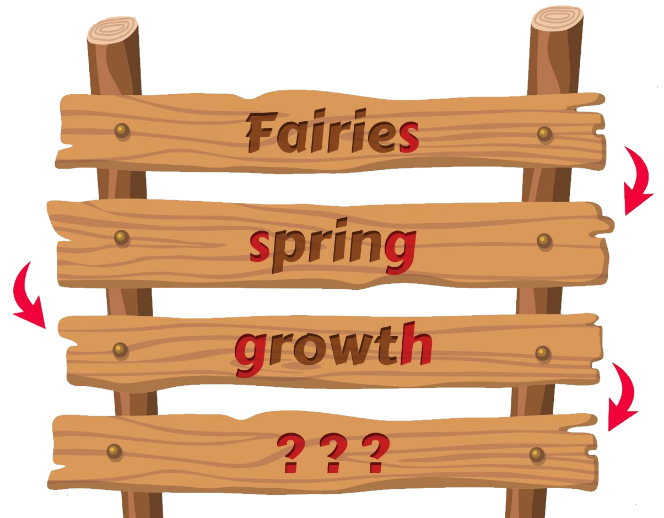 Fairies
spring
growth
? ? ?